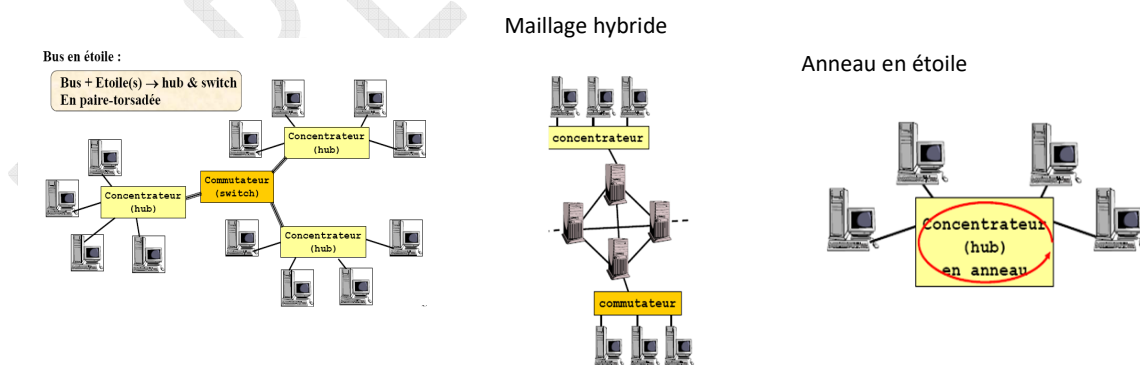 Maillage hybride
Bus en étoile :
Bus + Etoile(s) → hub & switch
En paire-torsadée
Concentrateur
(hub)
Commutateur
(switch)
Concentrateur
(hub)
Concentrateur
(hub)
concentrateur
commutateur
Anneau en étoile
Concentrateur
(hub)
en anneau